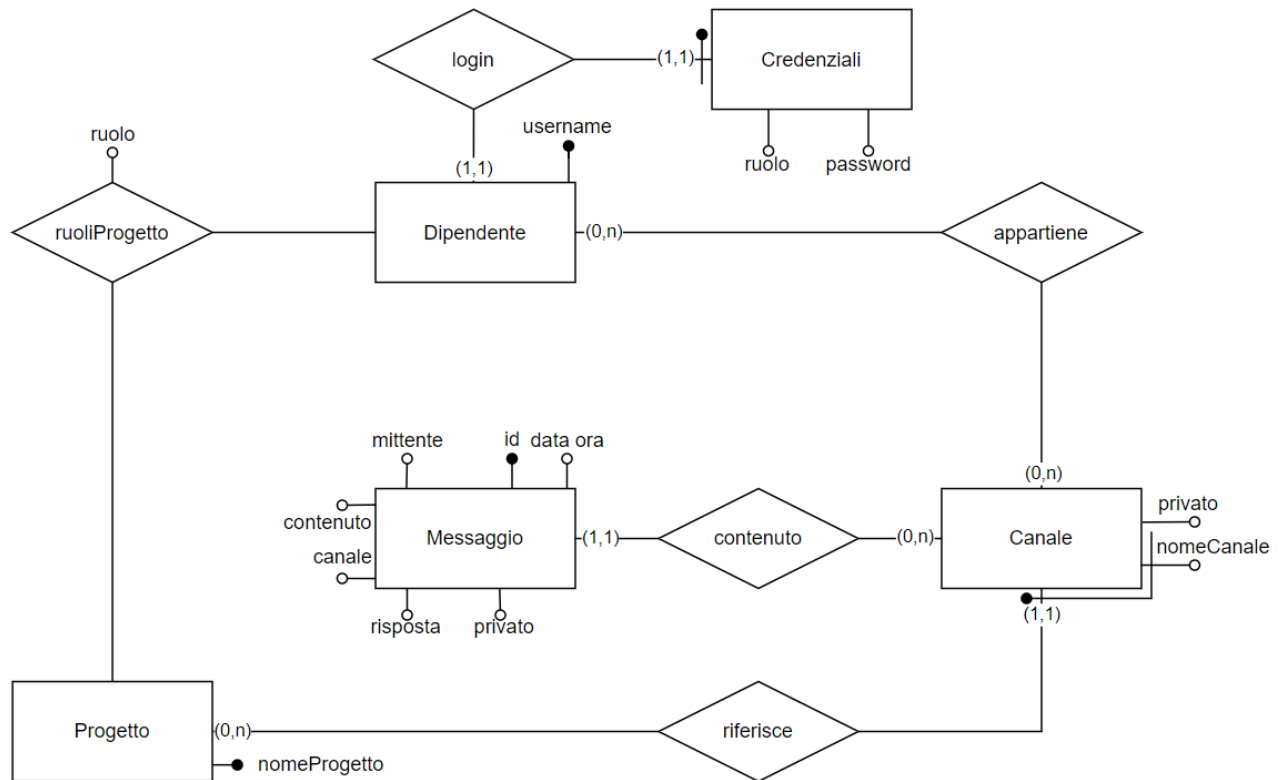 login
(1,1)
Credenziali
username
ruolo
ruolo
password
(1,1)
ruoliProgetto
Dipendente
(0,n)
appartiene
mittente
id
data ora
(0,n)
privato
contenuto
Messaggio
(1,1)
contenuto
(0,n)
Canale
nomeCanale
canale
risposta
privato
(1,1)
Progetto
(0,n)
riferisce
nomeProgetto